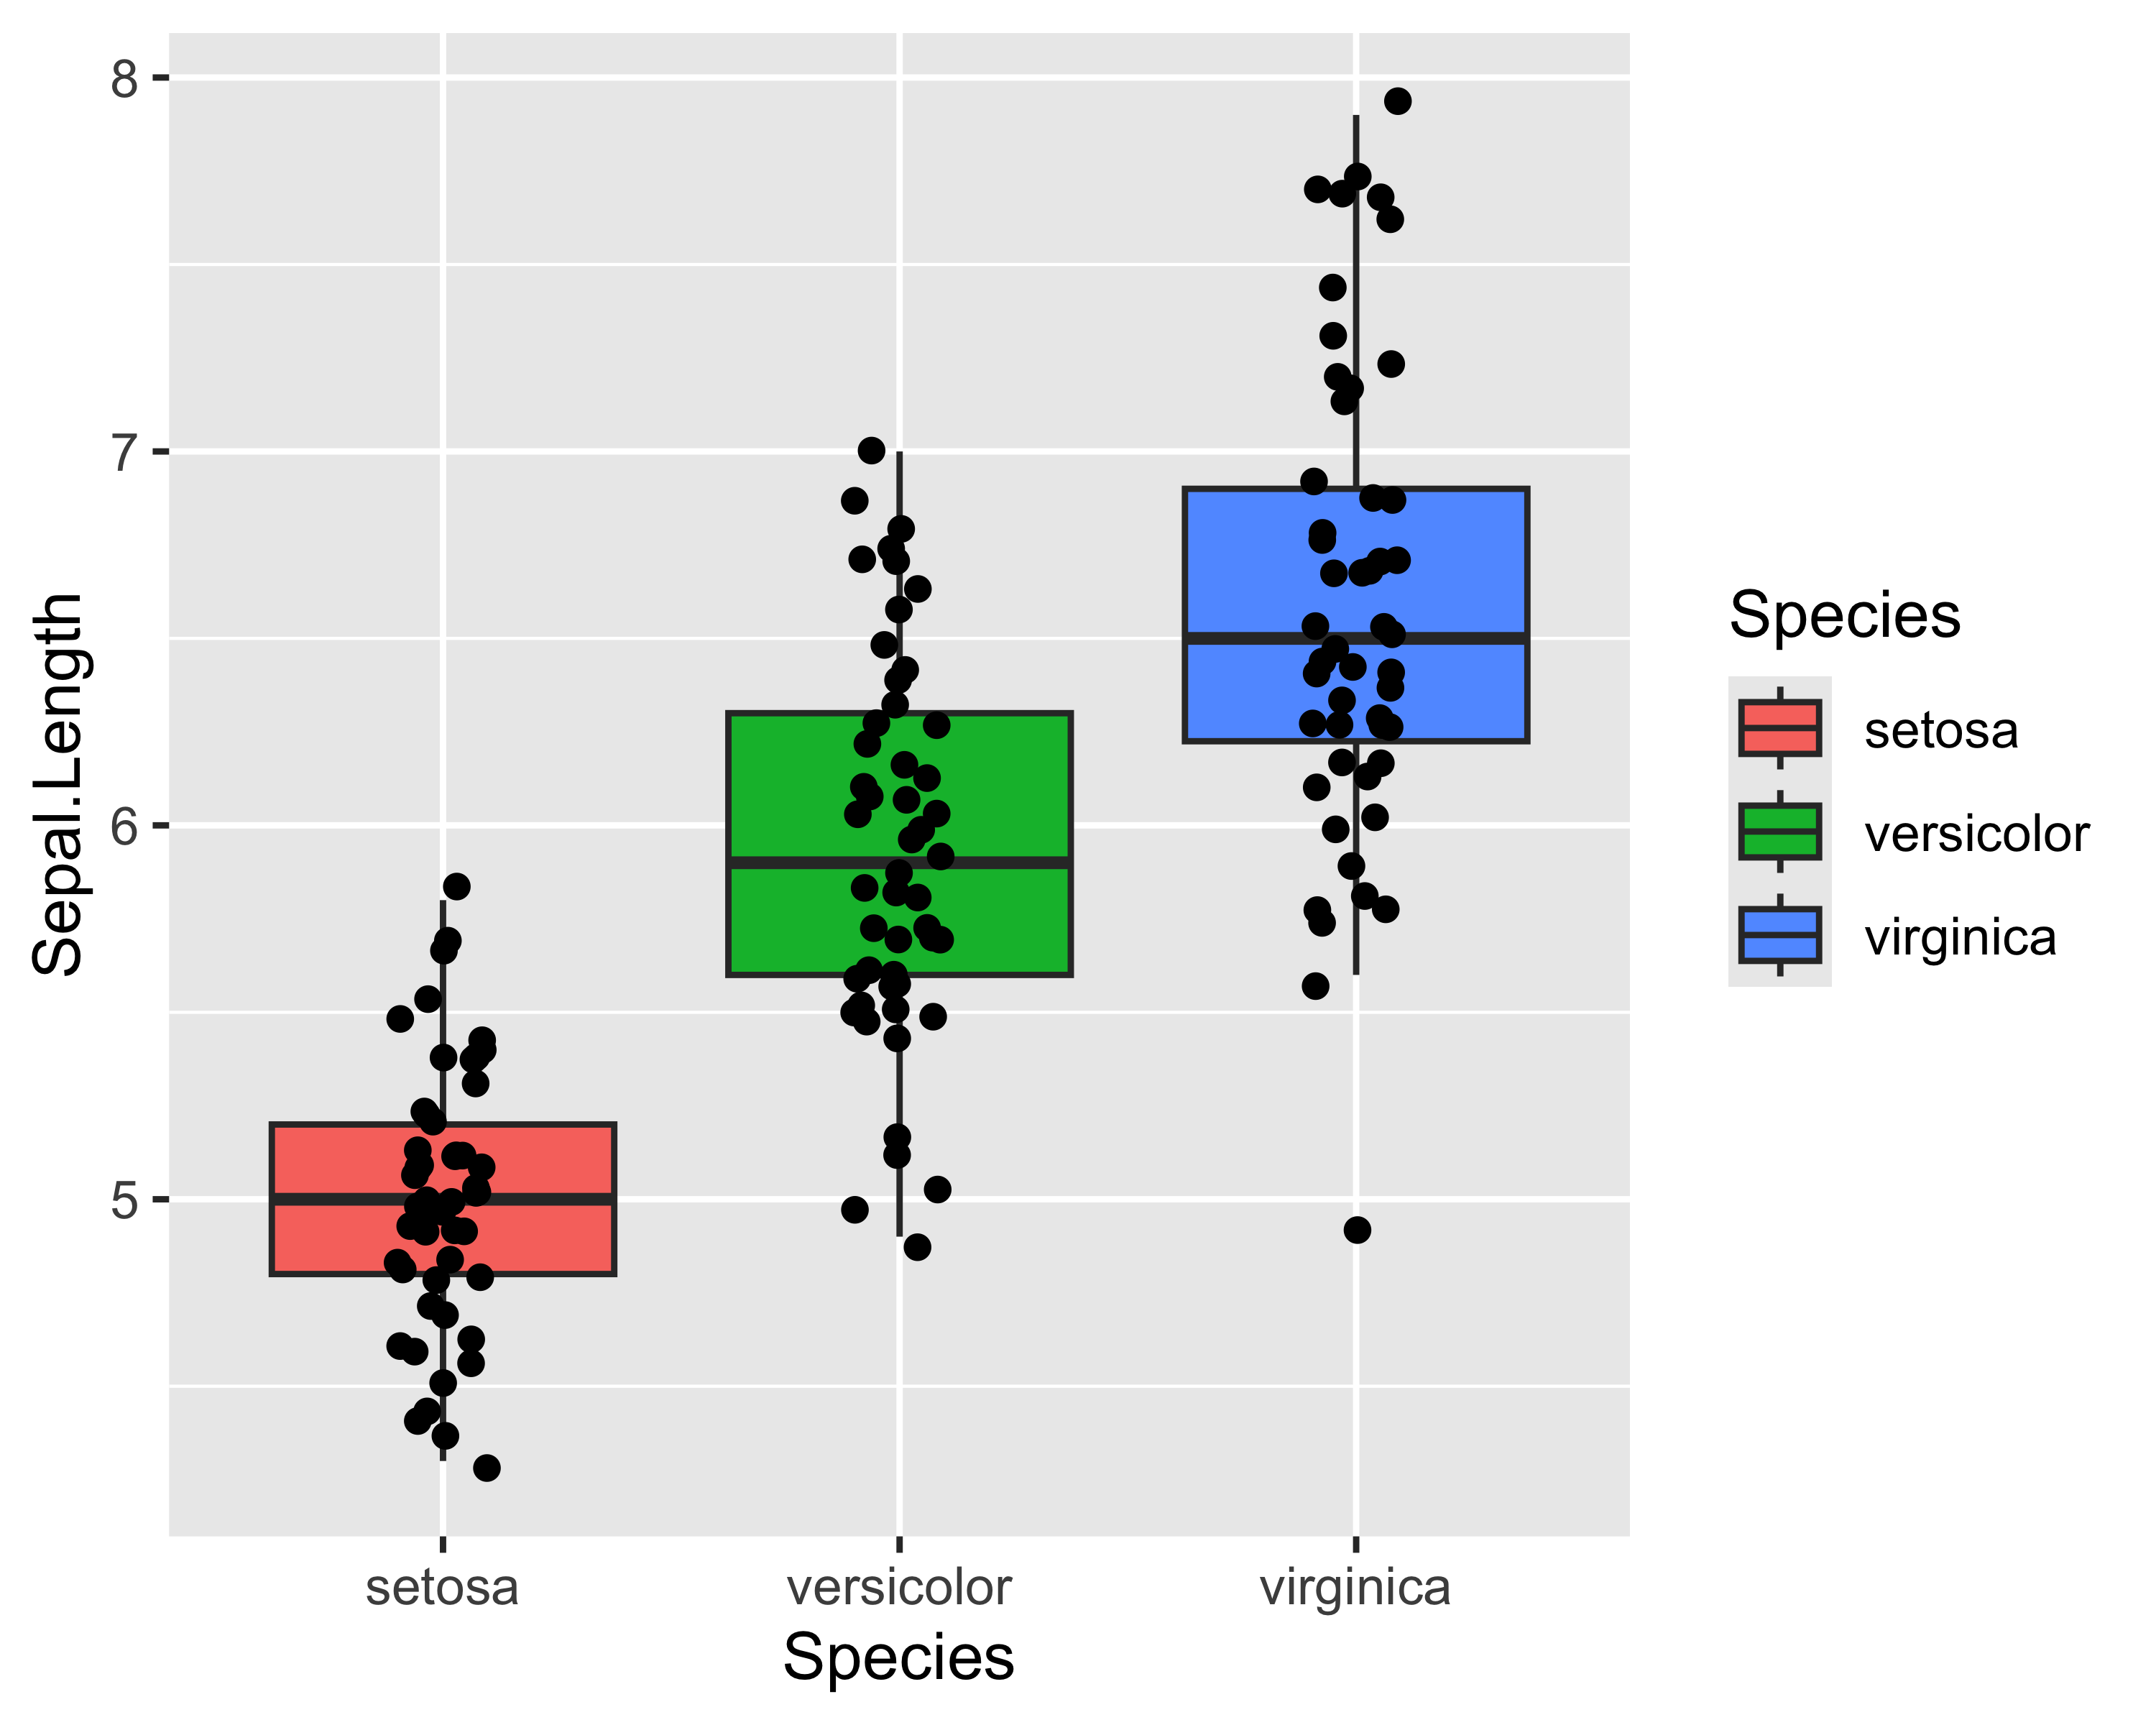 Sepal.Length
8
7
6
5
setosa
versicolor
virginica
Species
Species
setosa
versicolor
virginica